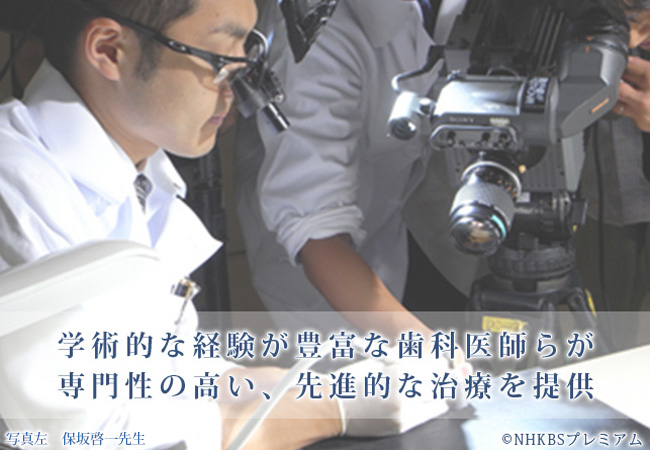 SONY
学術的な経験が豊富な歯科医師らが
専門性の高い、先進的な治療を提供
写真左　保坂啓一先生
©NHKBSプレミアム